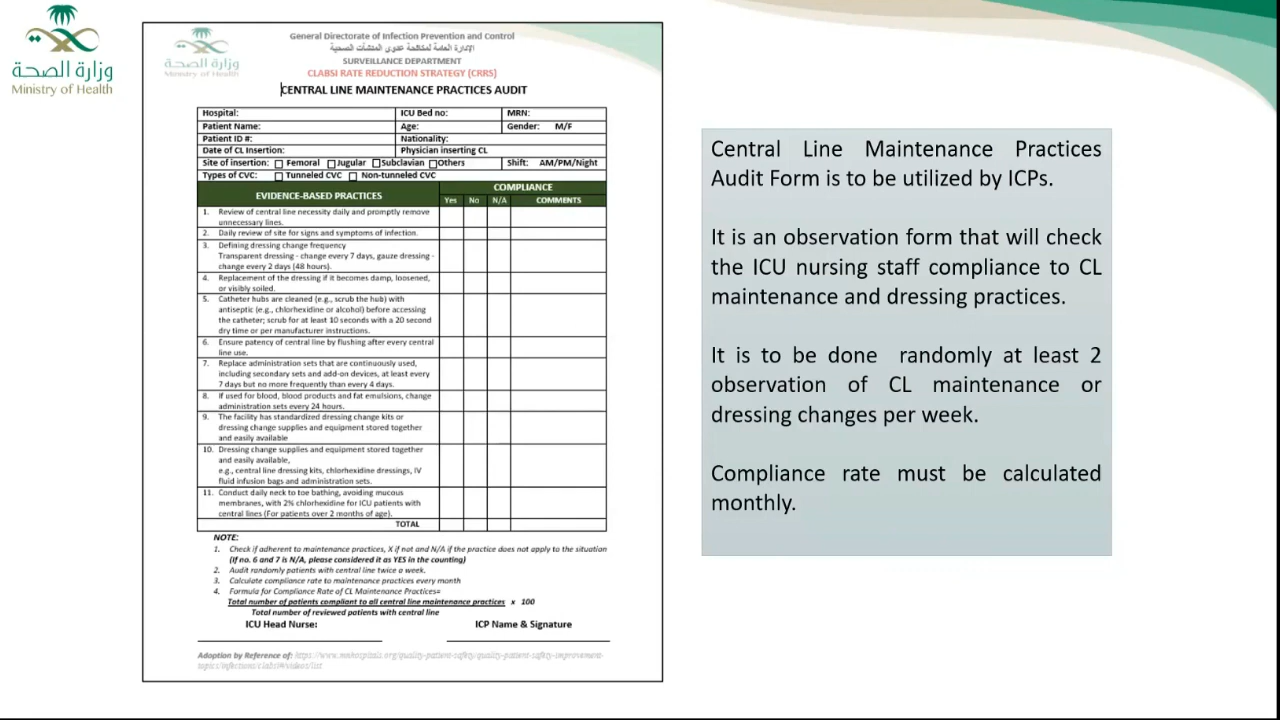 وزارة الصحة
Ministry of Health
وزارة الصحة
Ministry of Health
General Directorate of Infection Prevention and Control
الإدارة العامة لمكافحة عدوى المنشآت الصحية
SURVEILLANCE DEPARTMENT
CLABSI RATE REDUCTION STRATEGY (CRRS)
CENTRAL LINE MAINTENANCE PRACTICES AUDIT
Hospital: ICU Bed no: MRN:
Patient Name: Age: Gender: M/F
Patient ID #: Nationality:
Date of CL Insertion: Physician inserting CL
Site of insertion: Femoral Jugular Subclavian Others Shift: AM/PM/Night
Types of CVC: Tunneled CVC Non-tunneled CVC
EVIDENCE-BASED PRACTICES COMPLIANCE
Yes No N/A COMMENTS
1. Review of central line necessity daily and promptly remove
unnecessary lines.
2. Daily review of site for signs and symptoms of infection.
3. Defining dressing change frequency
Transparent dressing - change every 7 days, gauze dressing -
change every 2 days (48 hours).
4. Replacement of the dressing if it becomes damp, loosened,
or visibly soiled.
5. Catheter hubs are cleaned (e.g., scrub the hub) with
antiseptic (e.g., chlorhexidine or alcohol) before accessing
the catheter; scrub for at least 10 seconds with a 20 second
dry time or per manufacturer instructions.
6. Ensure patency of central line by flushing after every central
line use.
7. Replace administration sets that are continuously used,
including secondary sets and add-on devices, at least every
7 days but no more frequently than every 4 days.
8. If used for blood, blood products and fat emulsions, change
administration sets every 24 hours.
9. The facility has standardized dressing change kits or
dressing change supplies and equipment stored together
and easily available
10. Dressing change supplies and equipment stored together
and easily available,
e.g., central line dressing kits, chlorhexidine dressings, IV
fluid infusion bags and administration sets.
11. Conduct daily neck to toe bathing, avoiding mucous
membranes, with 2% chlorhexidine for ICU patients with
central lines (For patients over 2 months of age).
TOTAL
NOTE:
1. Check if adherent to maintenance practices, X if not and N/A if the practice does not apply to the situation
(If no. 6 and 7 is N/A, please considered it as YES in the counting)
2. Audit randomly patients with central line twice a week.
3. Calculate compliance rate to maintenance practices every month
4. Formula for Compliance Rate of CL Maintenance Practices=
Total number of patients compliant to all central line maintenance practices x 100
Total number of reviewed patients with central line
ICU Head Nurse: ICP Name & Signature
Adoption by Reference of:
Central Line Maintenance Practices
Audit Form is to be utilized by ICPs.
It is an observation form that will check
the ICU nursing staff compliance to CL
maintenance and dressing practices.
It is to be done randomly at least 2
observation of CL maintenance or
dressing changes per week.
Compliance rate must be calculated
monthly.